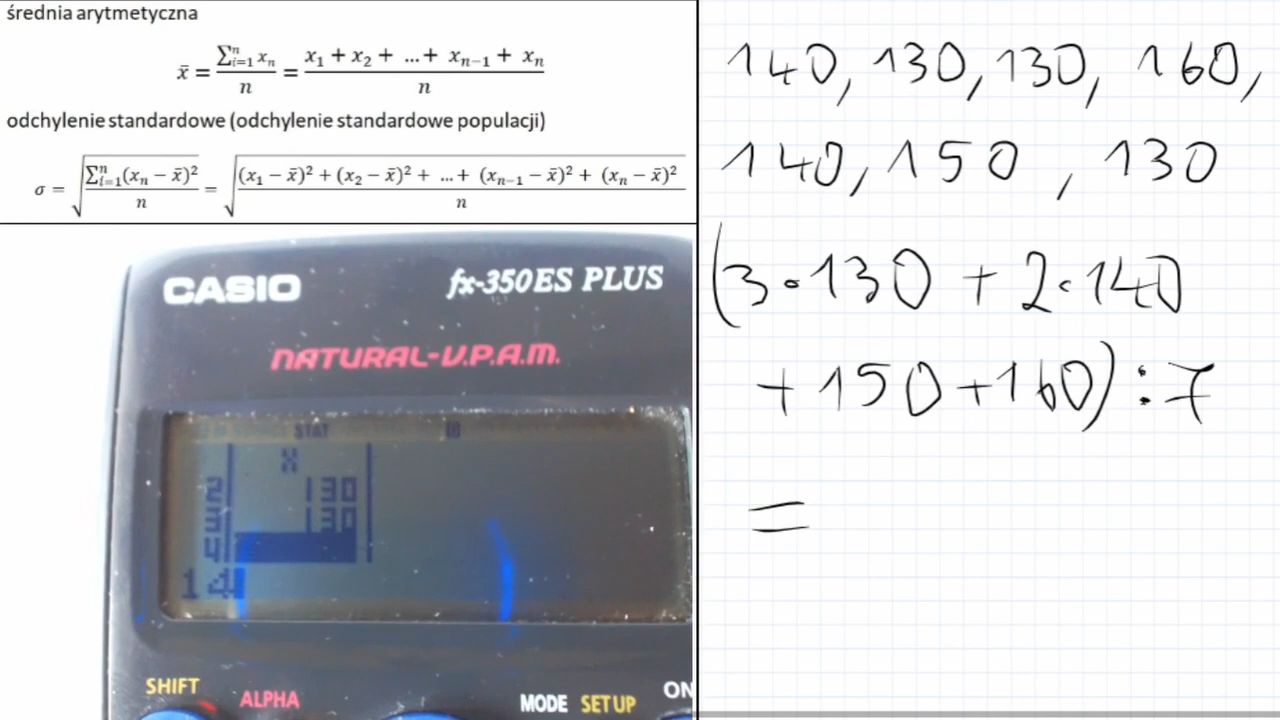 średnia arytmetyczna
x̄ = ∑ⁿᵢ₌₁ xₙ / n = x₁ + x₂ + ...+ xₙ₋₁ + xₙ / n
odchylenie standardowe (odchylenie standardowe populacji)
σ = √(∑ⁿᵢ₌₁(xₙ − x̄)² / n) = √((x₁ − x̄)² + (x₂ − x̄)² + ...+ (xₙ₋₁ − x̄)² + (xₙ − x̄)² / n)
CASIO fx-350ES PLUS
NATURAL-V.P.A.M.
STAT D
X
2 130
3 130
4
14
SHIFT ALPHA MODE SETUP ON
140, 130, 130, 160,
140, 150 , 130
(3·130 + 2·140
+ 150 + 160) : 7
=